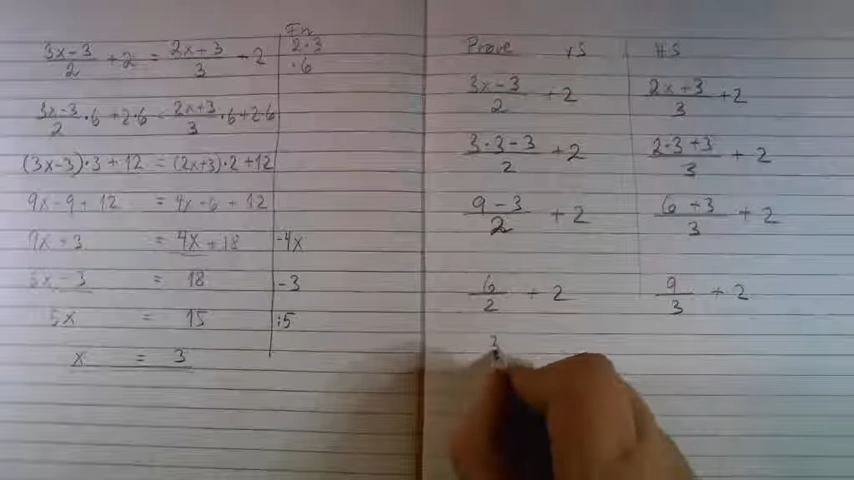 Fn
3x-3/2 + 2 = 2x+3/3 + 2 | 2·3
·6
3x-3/2 ·6 + 2·6 = 2x+3/3 ·6 + 2·6
(3x-3)·3 + 12 = (2x+3)·2 + 12
9x - 9 + 12 = 4x + 6 + 12
9x + 3 = 4x + 18 | -4x
5x + 3 = 18 | -3
5x = 15 | :5
x = 3
Prøve VS | HS
3x-3/2 + 2 | 2x+3/3 + 2
3·3-3/2 + 2 | 2·3+3/3 + 2
9-3/2 + 2 | 6+3/3 + 2
6/2 + 2 | 9/3 + 2